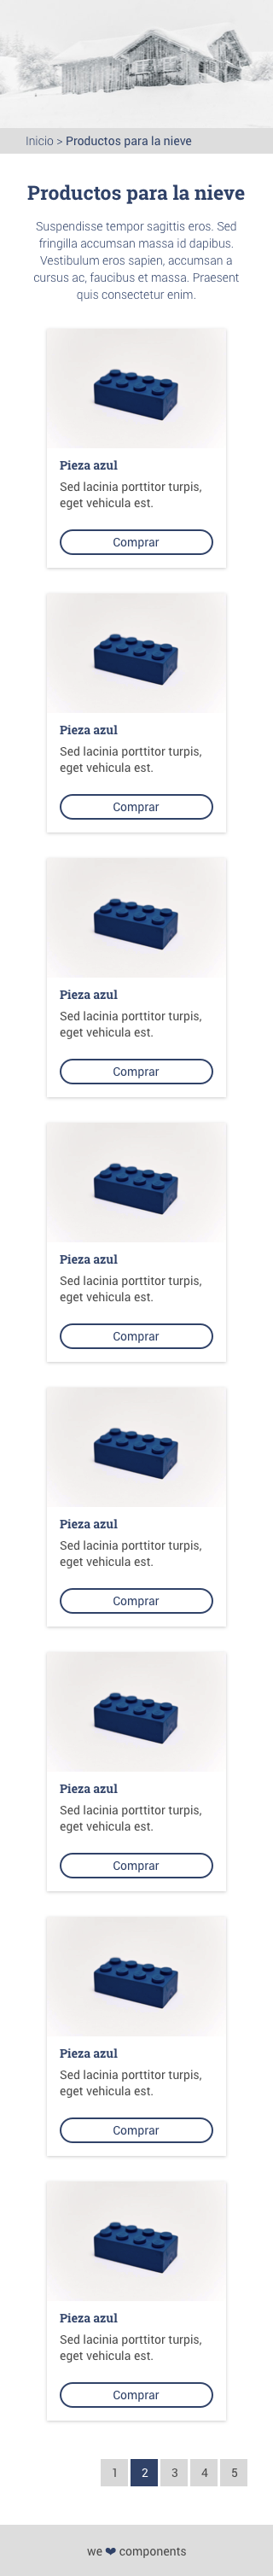 Inicio > Productos para la nieve
Productos para la nieve
Suspendisse tempor sagittis eros. Sed
fringilla accumsan massa id dapibus.
Vestibulum eros sapien, accumsan a
cursus ac, faucibus et massa. Praesent
quis consectetur enim.
Pieza azul
Sed lacinia porttitor turpis,
eget vehicula est.
Comprar
Pieza azul
Sed lacinia porttitor turpis,
eget vehicula est.
Comprar
Pieza azul
Sed lacinia porttitor turpis,
eget vehicula est.
Comprar
Pieza azul
Sed lacinia porttitor turpis,
eget vehicula est.
Comprar
Pieza azul
Sed lacinia porttitor turpis,
eget vehicula est.
Comprar
Pieza azul
Sed lacinia porttitor turpis,
eget vehicula est.
Comprar
Pieza azul
Sed lacinia porttitor turpis,
eget vehicula est.
Comprar
Pieza azul
Sed lacinia porttitor turpis,
eget vehicula est.
Comprar
1 2 3 4 5
we ❤ components